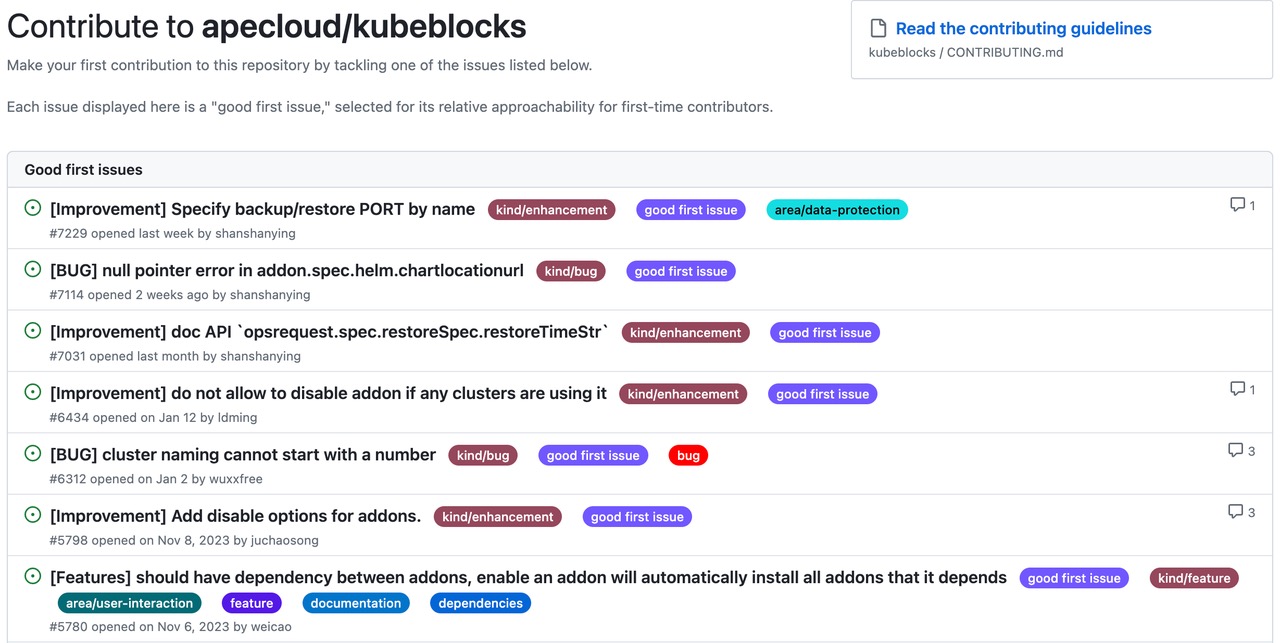 Contribute to apecloud/kubeblocks
Read the contributing guidelines
kubeblocks / CONTRIBUTING.md
Make your first contribution to this repository by tackling one of the issues listed below.
Each issue displayed here is a "good first issue," selected for its relative approachability for first-time contributors.
Good first issues
[Improvement] Specify backup/restore PORT by name kind/enhancement good first issue area/data-protection 1
#7229 opened last week by shanshanying
[BUG] null pointer error in addon.spec.helm.chartlocationurl kind/bug good first issue
#7114 opened 2 weeks ago by shanshanying
[Improvement] doc API `opsrequest.spec.restoreSpec.restoreTimeStr` kind/enhancement good first issue
#7031 opened last month by shanshanying
[Improvement] do not allow to disable addon if any clusters are using it kind/enhancement good first issue 1
#6434 opened on Jan 12 by ldming
[BUG] cluster naming cannot start with a number kind/bug good first issue bug 3
#6312 opened on Jan 2 by wuxxfree
[Improvement] Add disable options for addons. kind/enhancement good first issue 3
#5798 opened on Nov 8, 2023 by juchaosong
[Features] should have dependency between addons, enable an addon will automatically install all addons that it depends good first issue kind/feature
area/user-interaction feature documentation dependencies
#5780 opened on Nov 6, 2023 by weicao